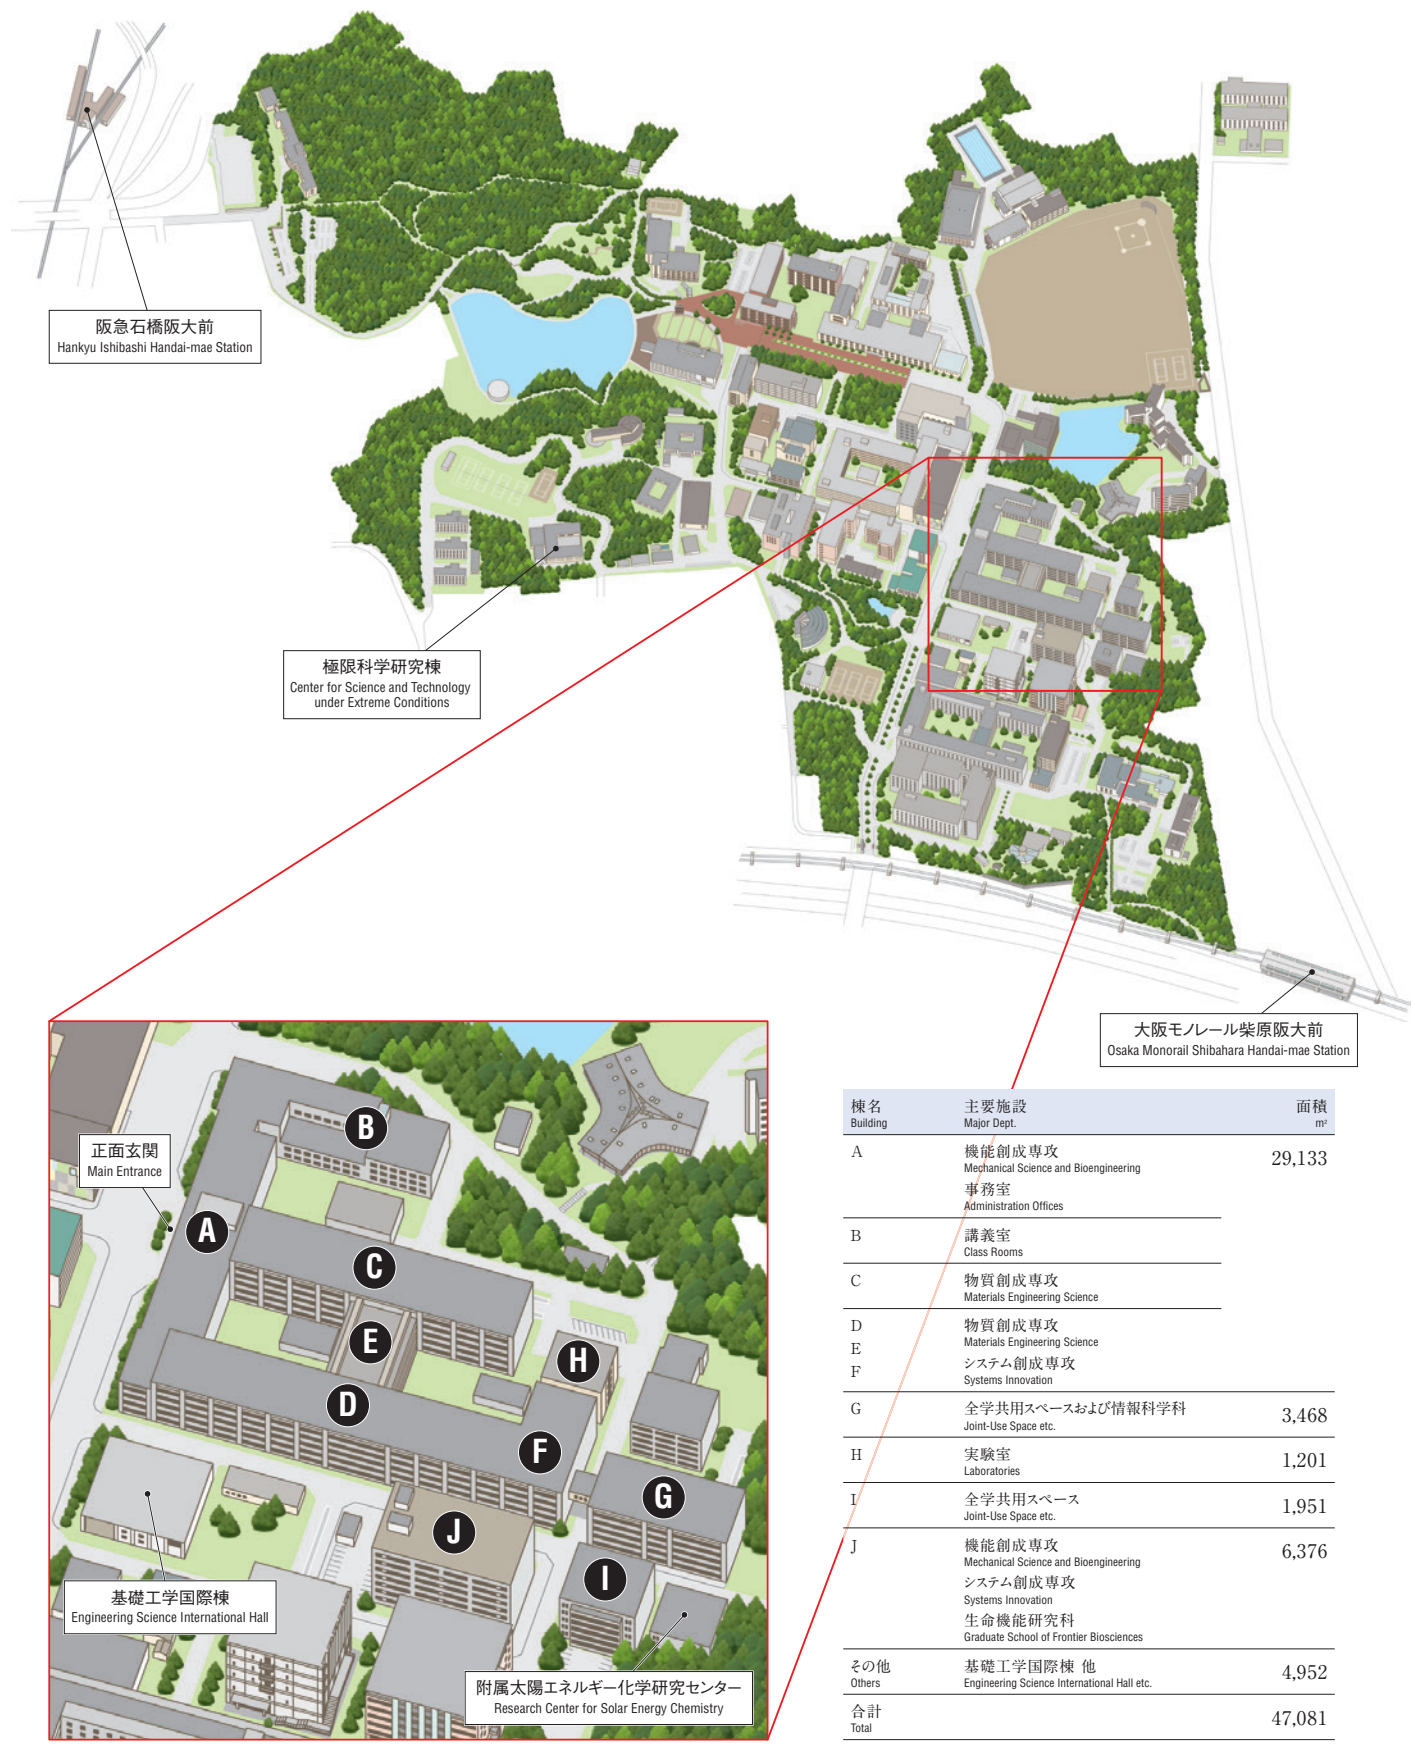 阪急石橋阪大前
Hankyu Ishibashi Handai-mae Station
極限科学研究棟
Center for Science and Technology
under Extreme Conditions
大阪モノレール柴原阪大前
Osaka Monorail Shibahara Handai-mae Station
正面玄関
Main Entrance
A
B
C
D
E
F
G
H
I
J
基礎工学国際棟
Engineering Science International Hall
附属太陽エネルギー化学研究センター
Research Center for Solar Energy Chemistry
棟名 主要施設 面積
Building Major Dept. m²
A 機能創成専攻 29,133
Mechanical Science and Bioengineering
事務室
Administration Offices
B 講義室
Class Rooms
C 物質創成専攻
Materials Engineering Science
D 物質創成専攻
Materials Engineering Science
E
F システム創成専攻
Systems Innovation
G 全学共用スペースおよび情報科学科 3,468
Joint-Use Space etc.
H 実験室 1,201
Laboratories
I 全学共用スペース 1,951
Joint-Use Space etc.
J 機能創成専攻 6,376
Mechanical Science and Bioengineering
システム創成専攻
Systems Innovation
生命機能研究科
Graduate School of Frontier Biosciences
その他 基礎工学国際棟 他 4,952
Others Engineering Science International Hall etc.
合計 47,081
Total